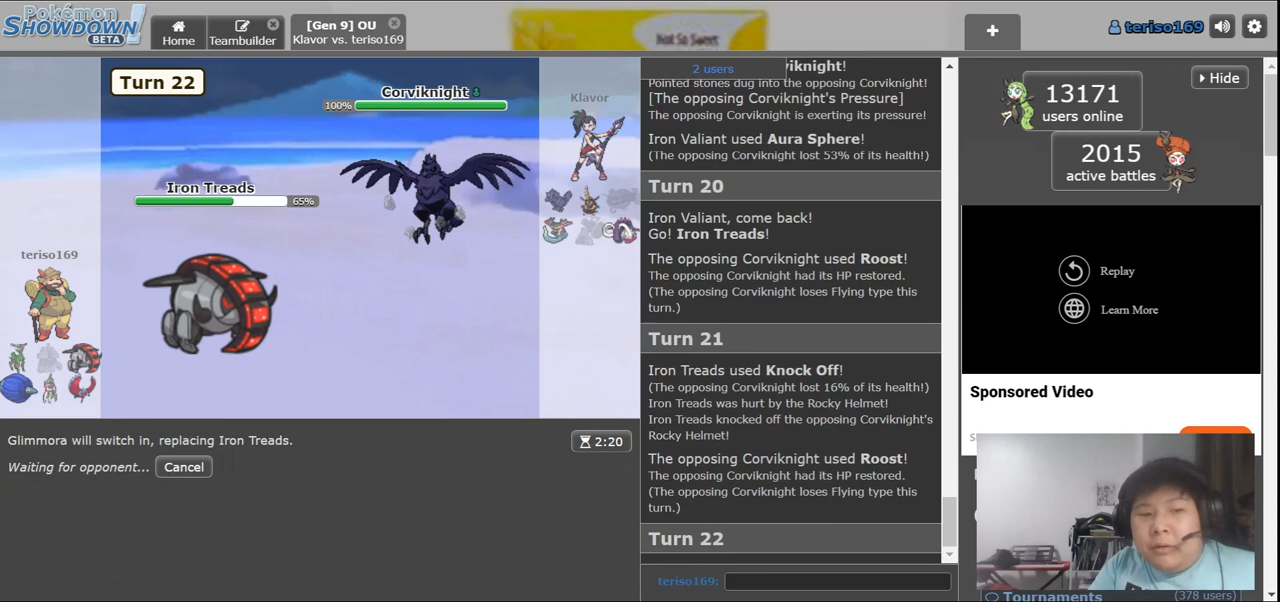 Pokémon
SHOWDOWN!
BETA
Home
Teambuilder
[Gen 9] OU
Klavor vs. teriso169
Not So Sweet
+
teriso169
Turn 22
Corviknight
100%
Iron Treads
65%
Klavor
teriso169
Glimmora will switch in, replacing Iron Treads.
2:20
Waiting for opponent...
Cancel
2 users
viknight!
Pointed stones dug into the opposing Corviknight!
[The opposing Corviknight's Pressure]
The opposing Corviknight is exerting its pressure!
Iron Valiant used Aura Sphere!
(The opposing Corviknight lost 53% of its health!)
Turn 20
Iron Valiant, come back!
Go! Iron Treads!
The opposing Corviknight used Roost!
The opposing Corviknight had its HP restored.
(The opposing Corviknight loses Flying type this
turn.)
Turn 21
Iron Treads used Knock Off!
(The opposing Corviknight lost 16% of its health!)
Iron Treads was hurt by the Rocky Helmet!
Iron Treads knocked off the opposing Corviknight's
Rocky Helmet!
The opposing Corviknight used Roost!
The opposing Corviknight had its HP restored.
(The opposing Corviknight loses Flying type this
turn.)
Turn 22
teriso169:
Hide
13171
users online
2015
active battles
Replay
Learn More
Sponsored Video
Tournaments
(378 users)